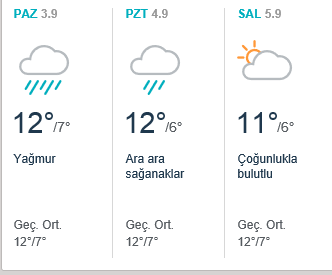 PAZ 3.9
12°/7°
Yağmur
Geç. Ort.
12°/7°
PZT 4.9
12°/6°
Ara ara
sağanaklar
Geç. Ort.
12°/7°
SAL 5.9
11°/6°
Çoğunlukla
bulutlu
Geç. Ort.
12°/7°